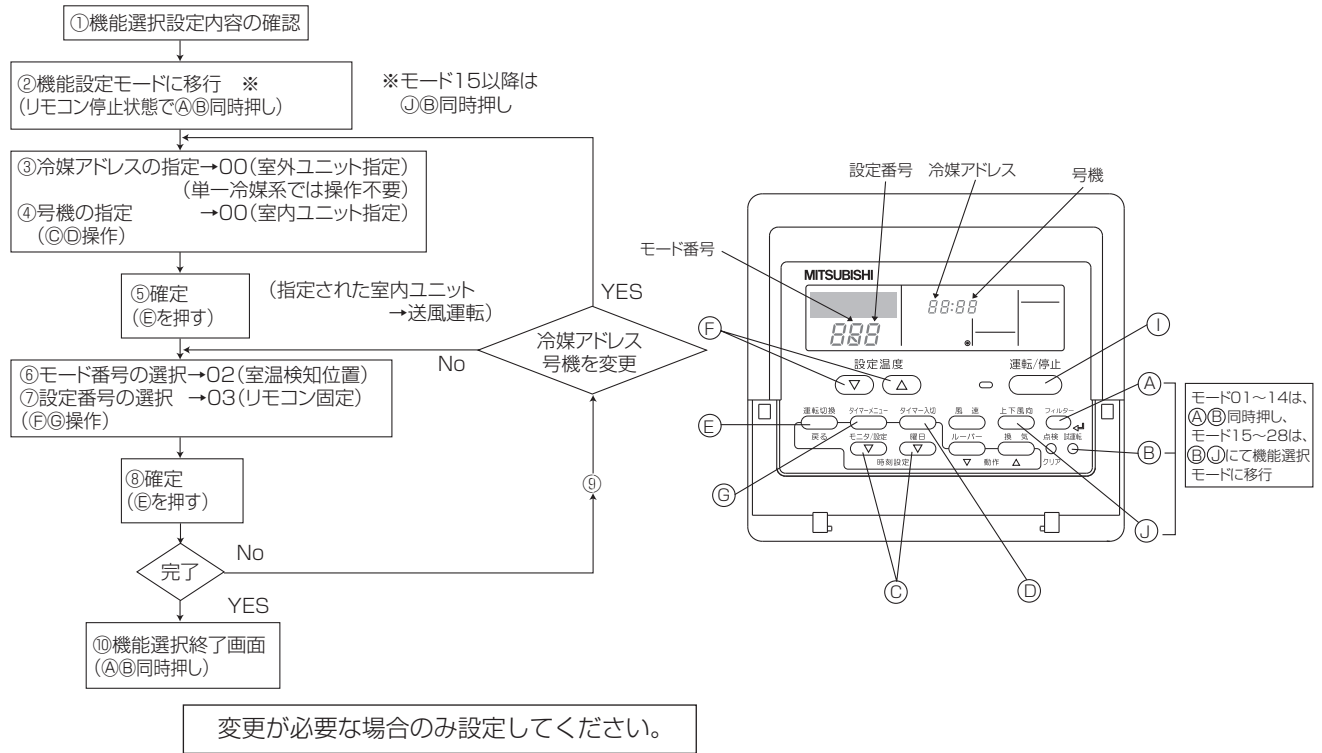 ①機能選択設定内容の確認
②機能設定モードに移行 ※
(リモコン停止状態でⒶⒷ同時押し)
※モード15以降は
ⒿⒷ同時押し
③冷媒アドレスの指定→00(室外ユニット指定)
(単一冷媒系では操作不要)
④号機の指定 →00(室内ユニット指定)
(ⒸⒹ操作)
⑤確定
(Ⓔを押す)
(指定された室内ユニット
→送風運転)
YES
冷媒アドレス
号機を変更
No
⑥モード番号の選択→02(室温検知位置)
⑦設定番号の選択 →03(リモコン固定)
(ⒻⒼ操作)
⑧確定
(Ⓔを押す)
⑨
完了
No
YES
⑩機能選択終了画面
(ⒶⒷ同時押し)
変更が必要な場合のみ設定してください。
設定番号 冷媒アドレス 号機
モード番号
MITSUBISHI
88:88
888
設定温度 運転/停止
▽ △
Ⓕ
Ⓘ
Ⓐ
運転切換 タイマーメニュー タイマー入切 風速 上下風向 フィルター
Ⓔ
戻る モニタ/設定 曜日 ルーバー 換気 点検 試運転
▽ ▽
時刻設定 ▽ 動作 △ クリア
Ⓑ
Ⓖ
Ⓙ
Ⓒ
Ⓓ
モード01〜14は、
ⒶⒷ同時押し、
モード15〜28は、
ⒷⒿにて機能選択
モードに移行